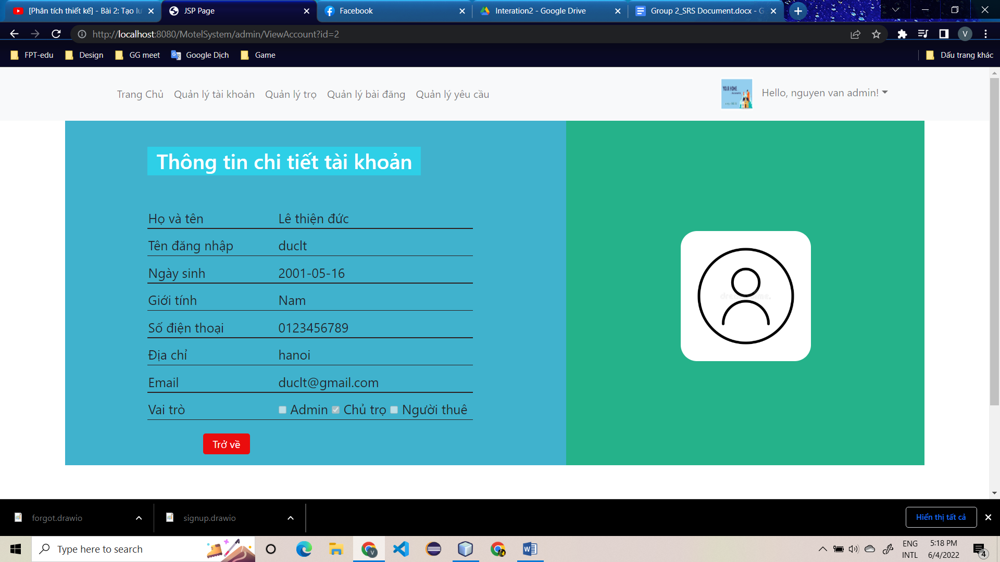 [Phân tích thiết kế] - Bài 2: Tạo lư
JSP Page
Facebook
Interation2 - Google Drive
Group 2_SRS Document.docx - G
http://localhost:8080/MotelSystem/admin/ViewAccount?id=2
V
FPT-edu
Design
GG meet
Google Dịch
Game
Dấu trang khác
Trang Chủ
Quản lý tài khoản
Quản lý trọ
Quản lý bài đăng
Quản lý yêu cầu
YOUR HOME
Hello, nguyen van admin!
Thông tin chi tiết tài khoản
Họ và tên Lê thiện đức
Tên đăng nhập duclt
Ngày sinh 2001-05-16
Giới tính Nam
Số điện thoại 0123456789
Địa chỉ hanoi
Email duclt@gmail.com
Vai trò Admin Chủ trọ Người thuê
Trở về
forgot.drawio
signup.drawio
Hiển thị tất cả
Type here to search
ENG
INTL
5:18 PM
6/4/2022
4